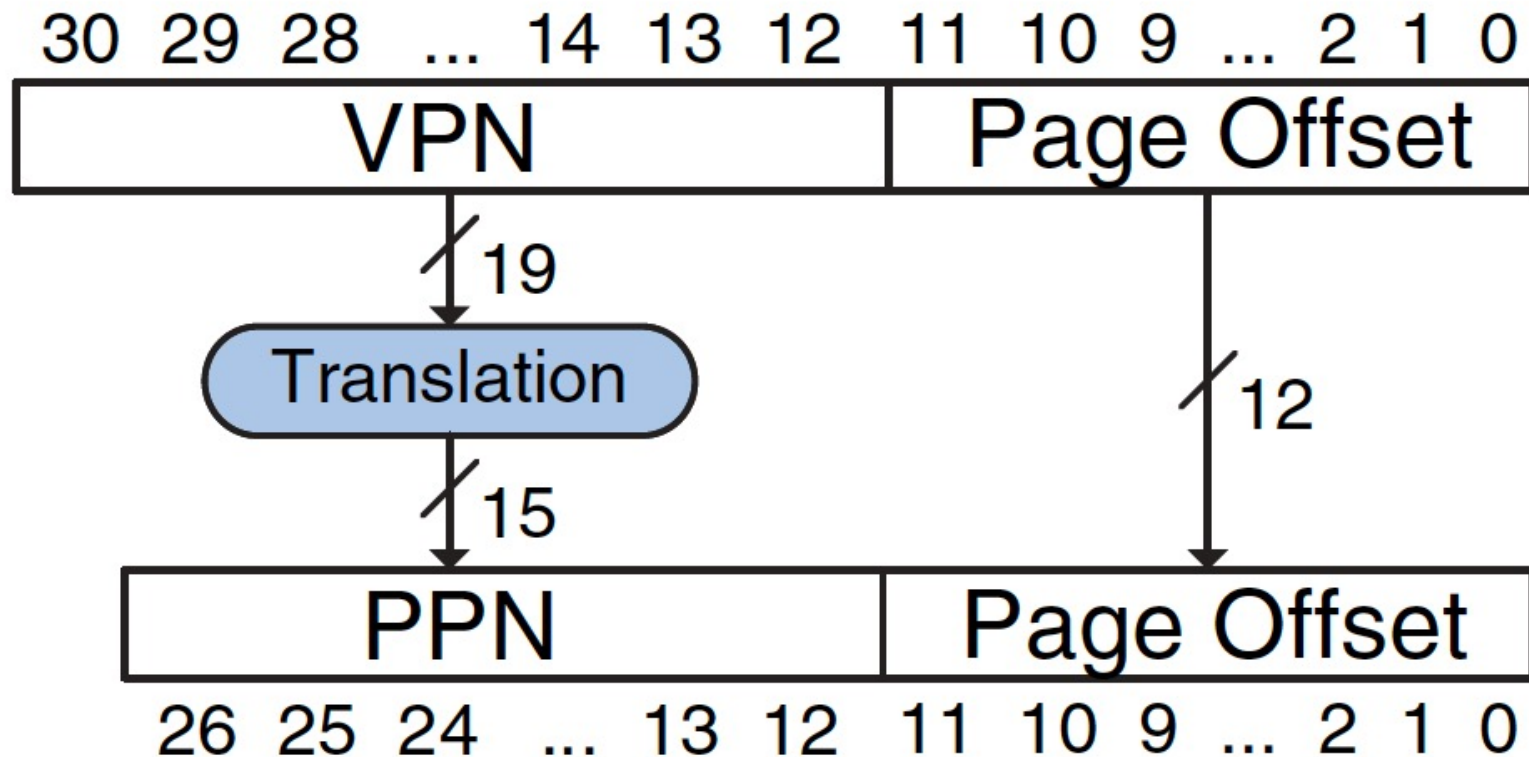 30 29 28 ... 14 13 12 11 10 9 ... 2 1 0
VPN Page Offset
19
Translation
12
15
PPN Page Offset
26 25 24 ... 13 12 11 10 9 ... 2 1 0